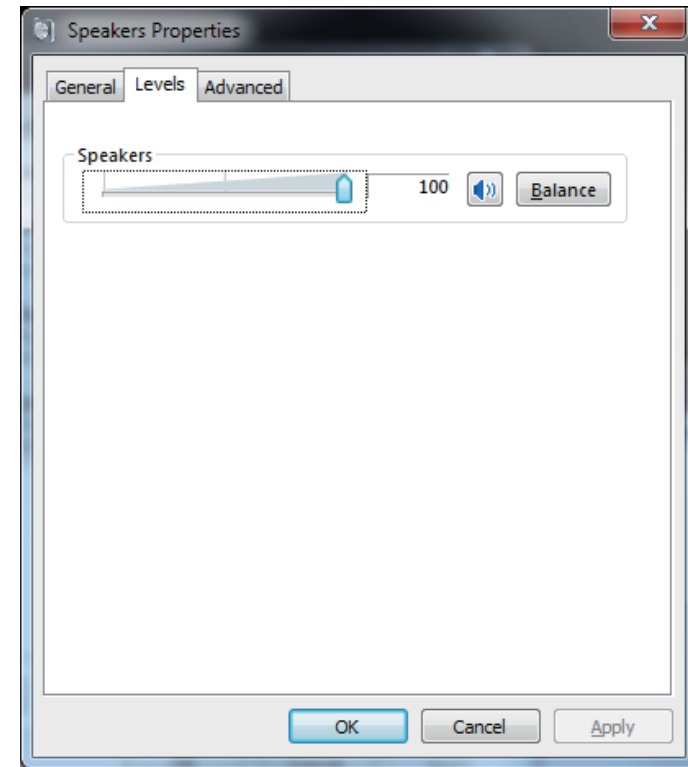 Speakers Properties
General Levels Advanced
Speakers
100 Balance
OK Cancel Apply